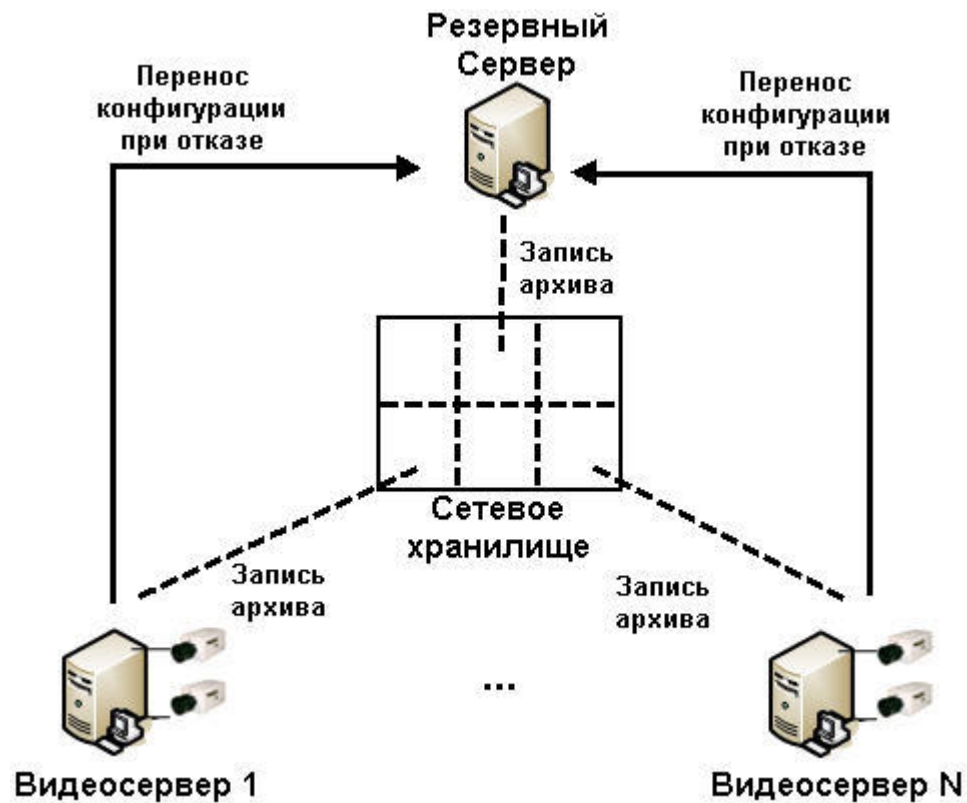 Резервный
Сервер
Перенос
конфигурации
при отказе
Перенос
конфигурации
при отказе
Запись
архива
Сетевое
хранилище
Запись
архива
Запись
архива
...
Видеосервер 1
Видеосервер N